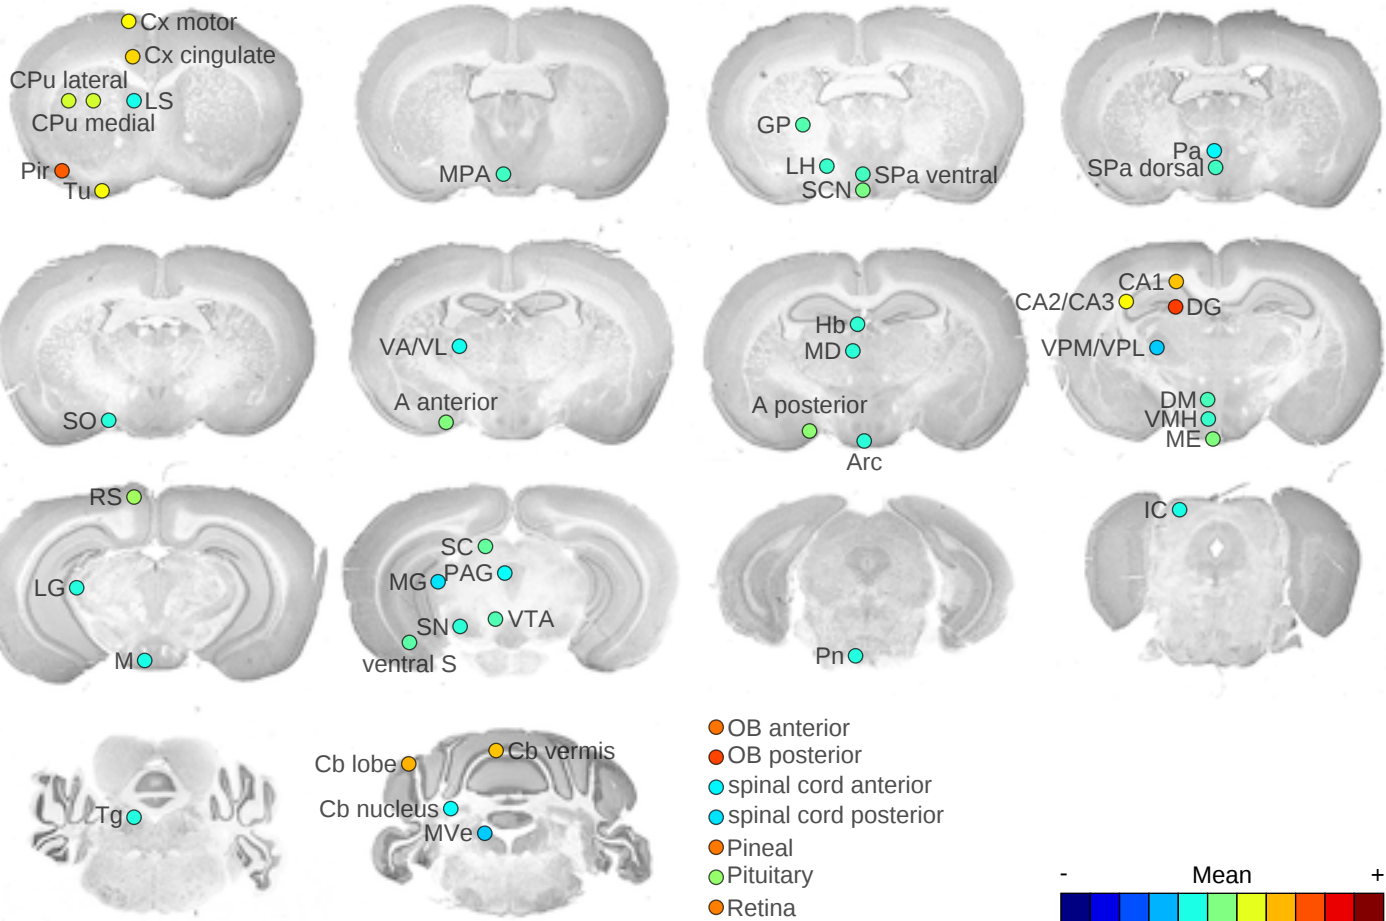 Cx motor
Cx cingulate
CPu lateral
LS
CPu medial
Pir
Tu
MPA
GP
LH
SPa ventral
SCN
Pa
SPa dorsal
SO
VA/VL
A anterior
Hb
MD
A posterior
Arc
CA1
CA2/CA3
DG
VPM/VPL
DM
VMH
ME
RS
LG
M
SC
MG PAG
SN VTA
ventral S
Pn
IC
Tg
Cb lobe
Cb vermis
Cb nucleus
MVe
OB anterior
OB posterior
spinal cord anterior
spinal cord posterior
Pineal
Pituitary
Retina
- Mean +